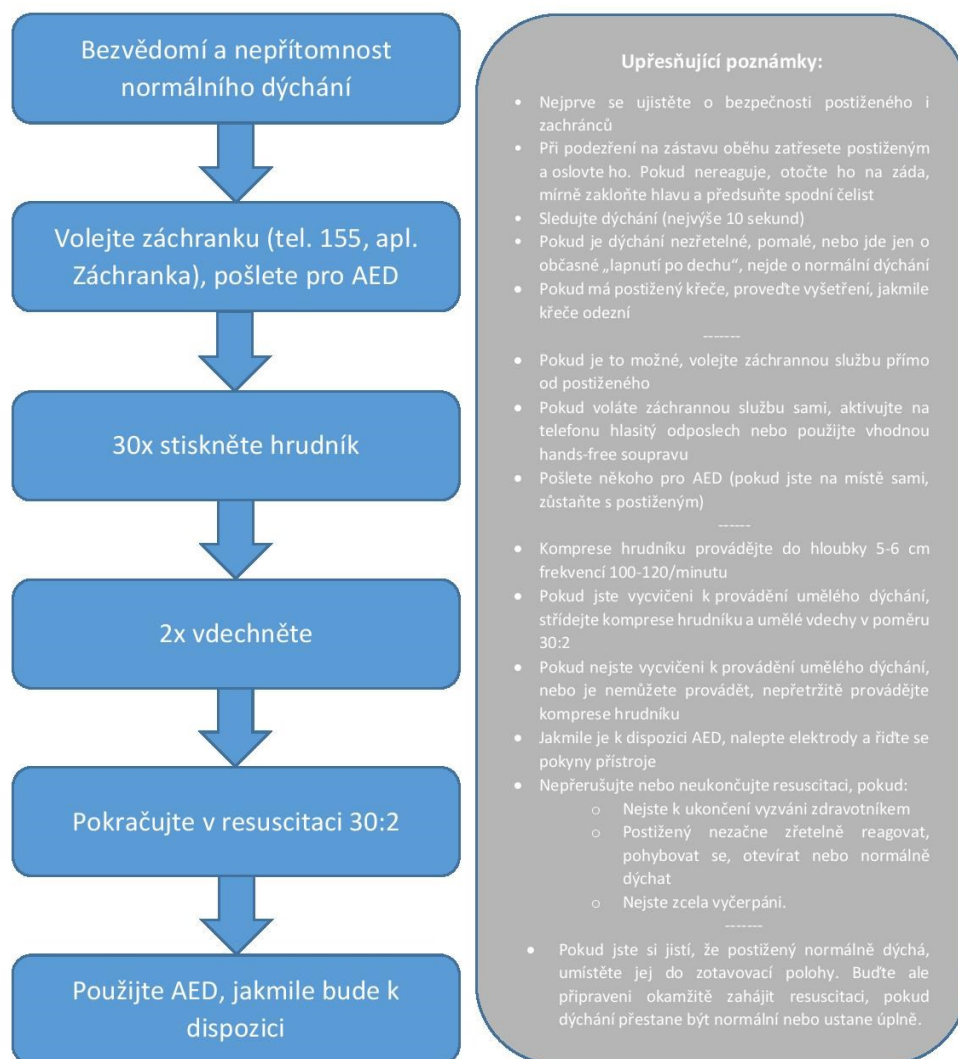 Bezvědomí a nepřítomnost
normálního dýchání
Volejte záchranku (tel. 155, apl.
Záchranka), pošlete pro AED
30x stiskněte hrudník
2x vdechněte
Pokračujte v resuscitaci 30:2
Použijte AED, jakmile bude k
dispozici
Upřesňující poznámky:
• Nejprve se ujistěte o bezpečnosti postiženého i
zachránců
• Při podezření na zástavu oběhu zatřesete postiženým
a oslovte ho. Pokud nereaguje, otočte ho na záda,
mírně zakloňte hlavu a předsuňte spodní čelist
• Sledujte dýchání (nejvýše 10 sekund)
• Pokud je dýchání nezřetelné, pomalé, nebo jde jen o
občasné „lapnutí po dechu“, nejde o normální dýchání
• Pokud má postižený křeče, proveďte vyšetření, jakmile
křeče odezní
-------
• Pokud je to možné, volejte záchrannou službu přímo
od postiženého
• Pokud voláte záchrannou službu sami, aktivujte na
telefonu hlasitý odposlech nebo použijte vhodnou
hands-free soupravu
• Pošlete někoho pro AED (pokud jste na místě sami,
zůstaňte s postiženým)
------
• Komprese hrudníku provádějte do hloubky 5-6 cm
frekvencí 100-120/minutu
• Pokud jste vycvičeni k provádění umělého dýchání,
střídejte komprese hrudníku a umělé vdechy v poměru
30:2
• Pokud nejste vycvičeni k provádění umělého dýchání,
nebo je nemůžete provádět, nepřetržitě provádějte
komprese hrudníku
• Jakmile je k dispozici AED, nalepte elektrody a řiďte se
pokyny přístroje
• Nepřerušujte nebo neukončujte resuscitaci, pokud:
o Nejste k ukončení vyzváni zdravotníkem
o Postižený nezačne zřetelně reagovat,
pohybovat se, otevírat nebo normálně
dýchat
o Nejste zcela vyčerpáni.
-------
• Pokud jste si jistí, že postižený normálně dýchá,
umístěte jej do zotavovací polohy. Buďte ale
připraveni okamžitě zahájit resuscitaci, pokud
dýchání přestane být normální nebo ustane úplně.